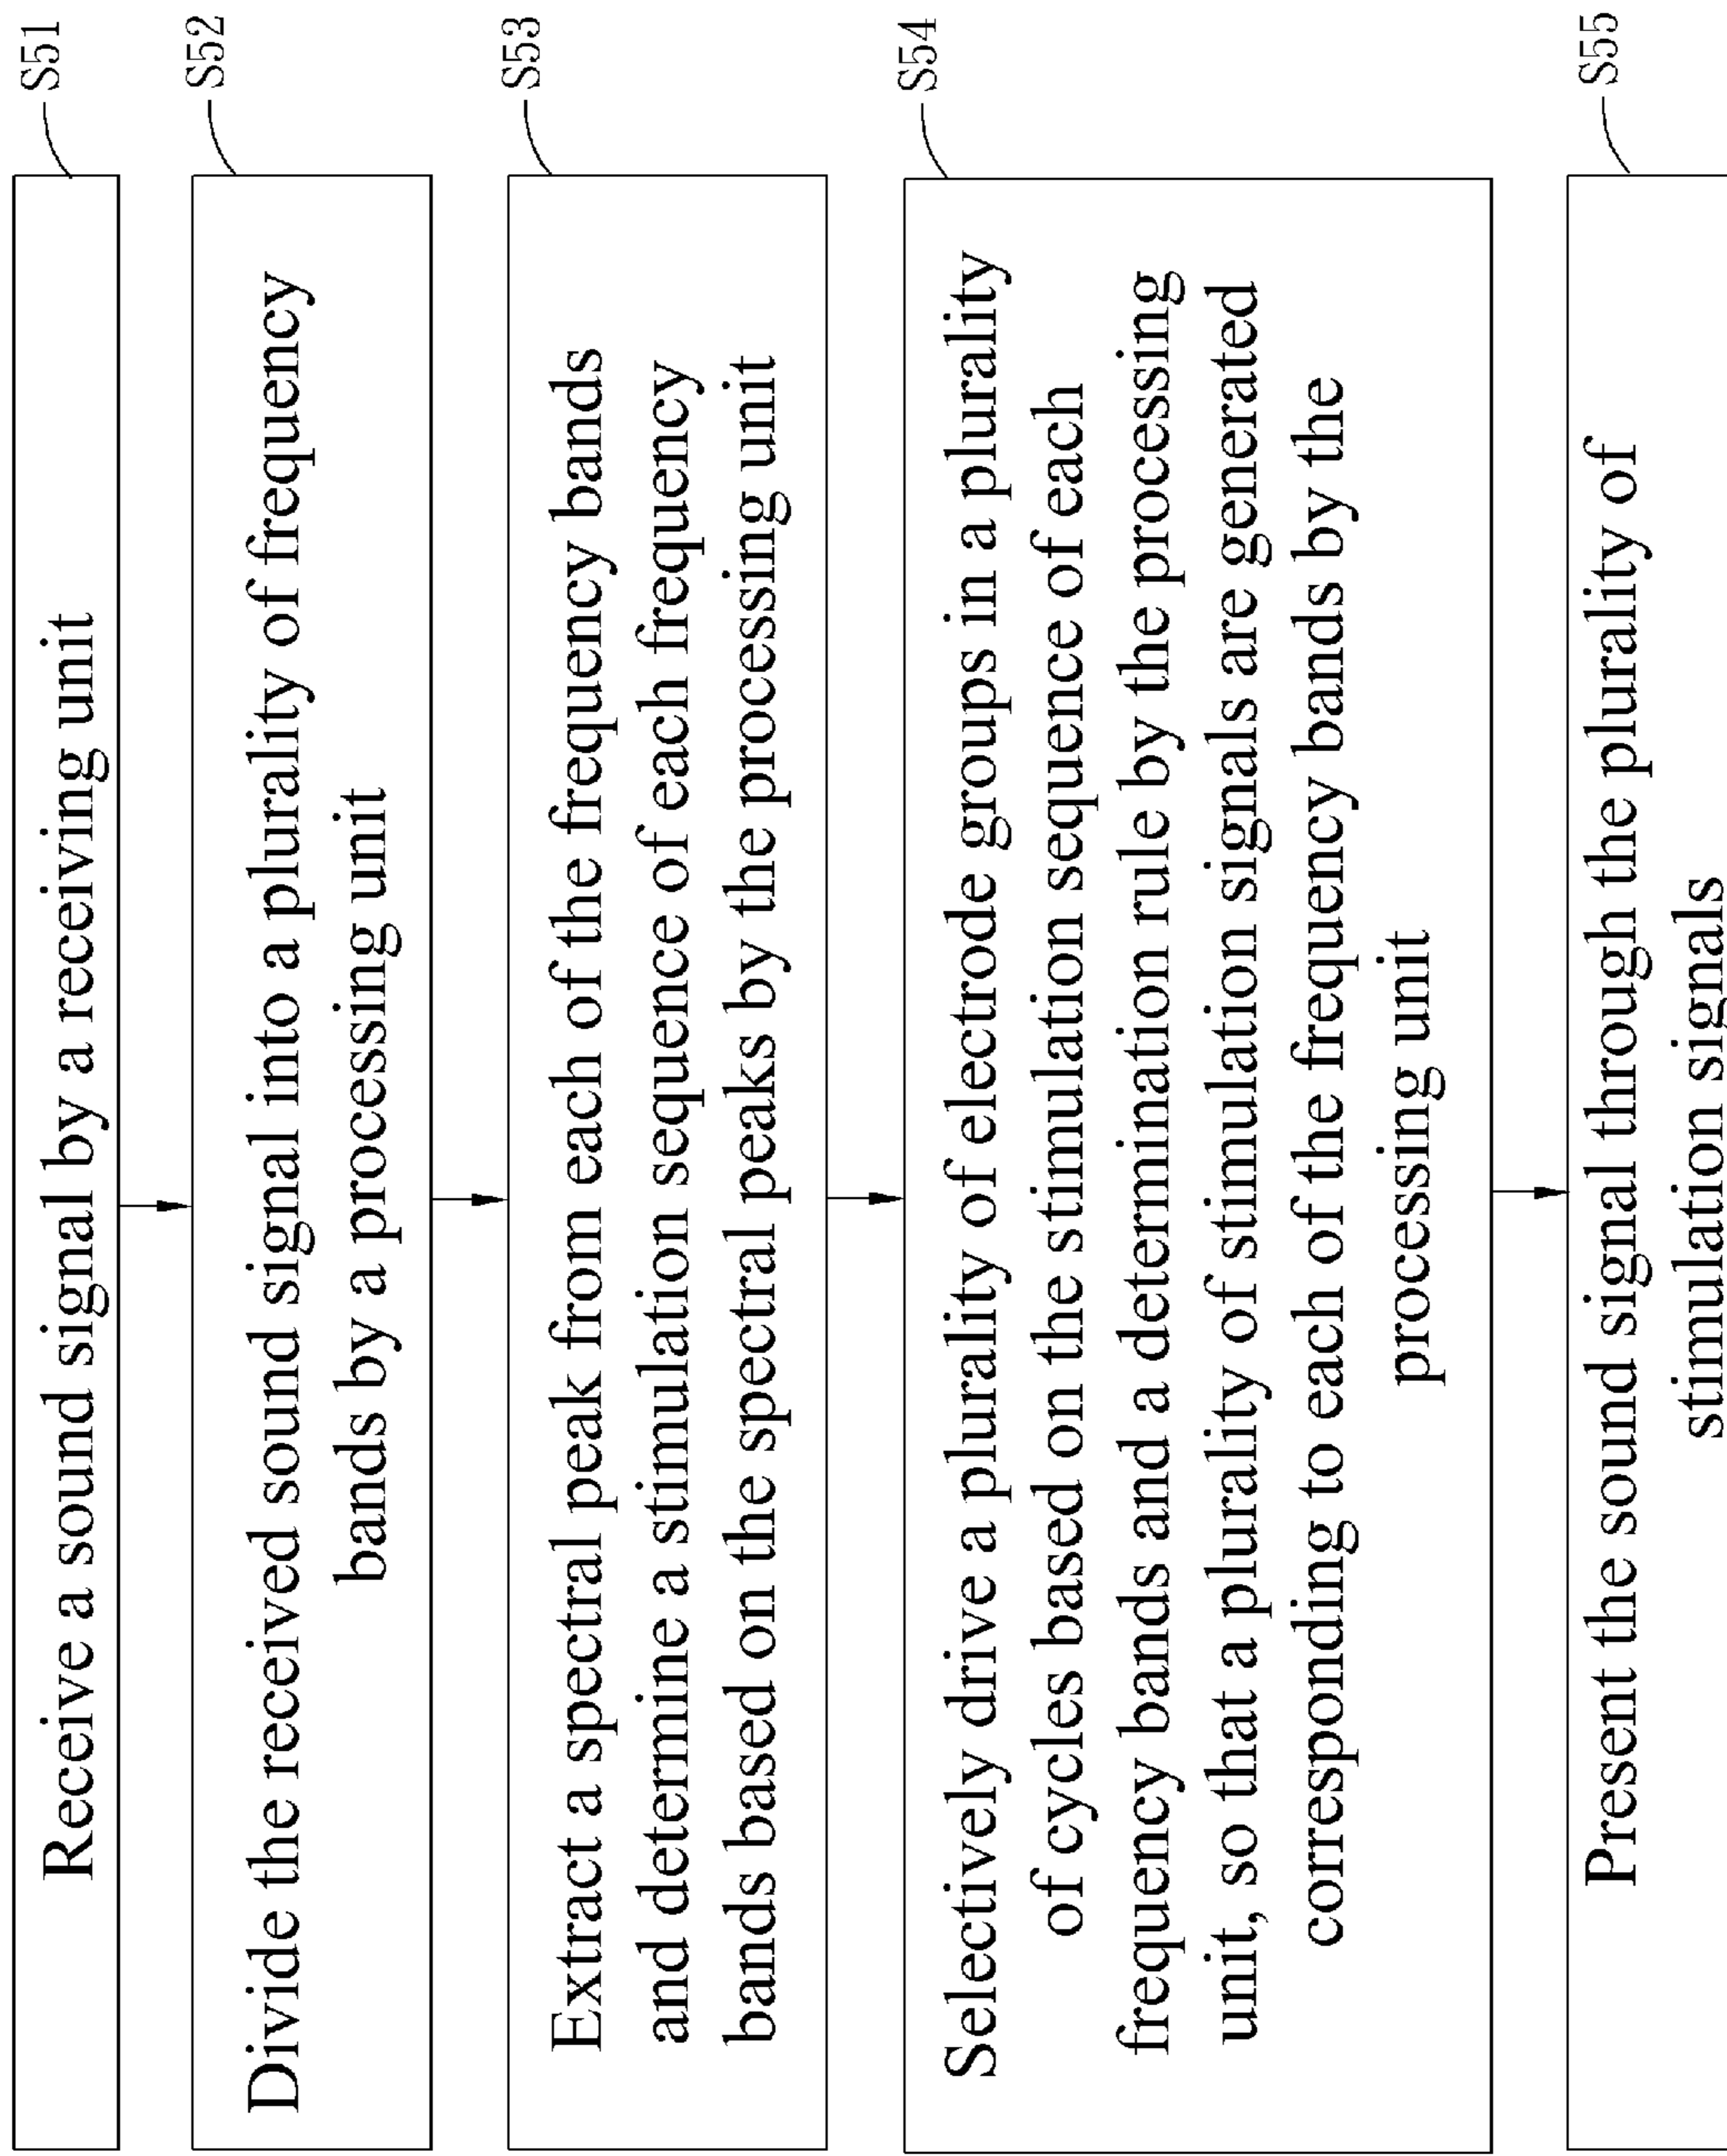 Receive a sound signal by a receiving unit
S51
Divide the received sound signal into a plurality of frequency
bands by a processing unit
S52
Extract a spectral peak from each of the frequency bands
and determine a stimulation sequence of each frequency
bands based on the spectral peaks by the processing unit
S53
Selectively drive a plurality of electrode groups in a plurality
of cycles based on the stimulation sequence of each
frequency bands and a determination rule by the processing
unit, so that a plurality of stimulation signals are generated
corresponding to each of the frequency bands by the
processing unit
S54
Present the sound signal through the plurality of
stimulation signals
S55